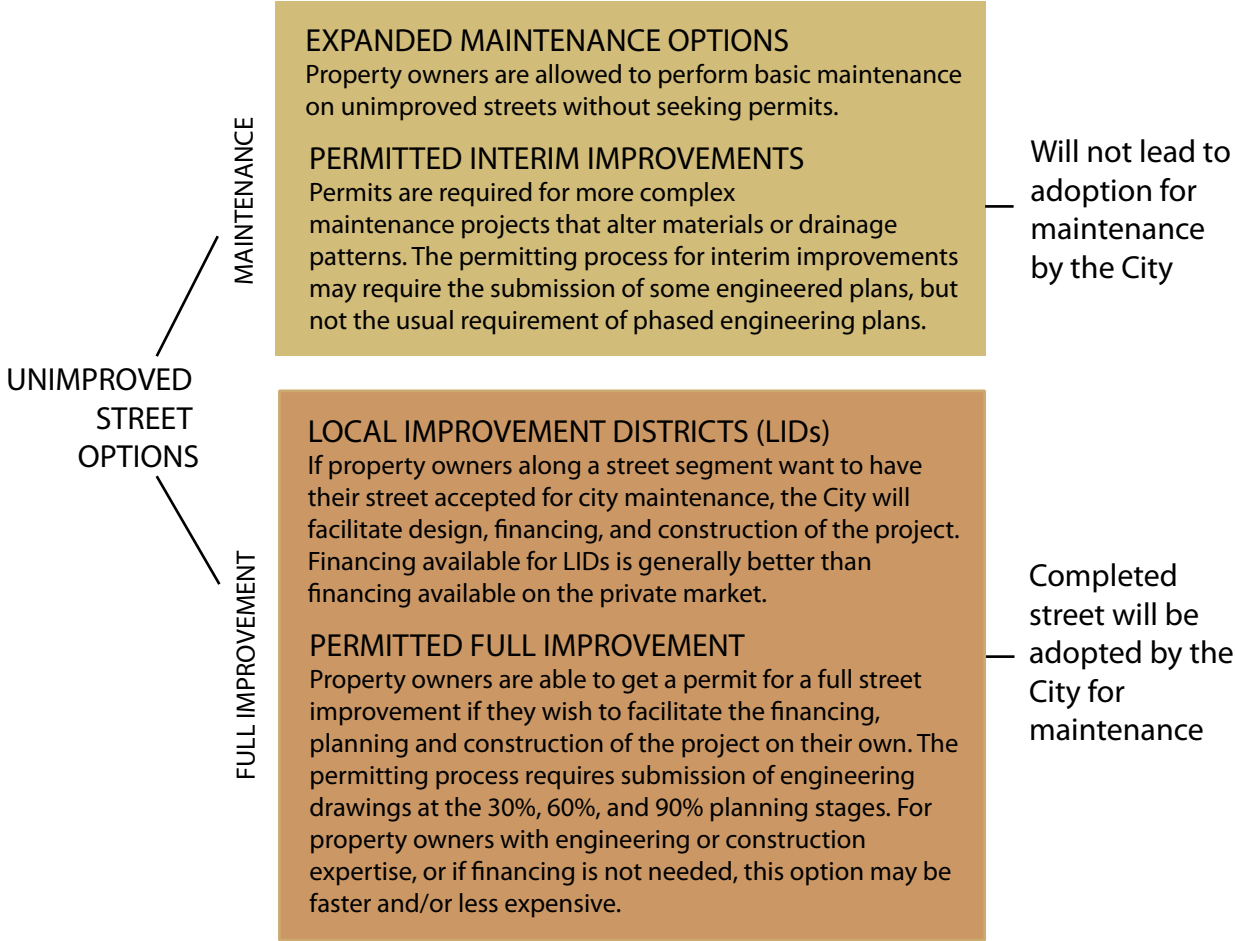 UNIMPROVED
STREET
OPTIONS
MAINTENANCE
EXPANDED MAINTENANCE OPTIONS
Property owners are allowed to perform basic maintenance
on unimproved streets without seeking permits.
PERMITTED INTERIM IMPROVEMENTS
Permits are required for more complex
maintenance projects that alter materials or drainage
patterns. The permitting process for interim improvements
may require the submission of some engineered plans, but
not the usual requirement of phased engineering plans.
Will not lead to
adoption for
maintenance
by the City
FULL IMPROVEMENT
LOCAL IMPROVEMENT DISTRICTS (LIDs)
If property owners along a street segment want to have
their street accepted for city maintenance, the City will
facilitate design, financing, and construction of the project.
Financing available for LIDs is generally better than
financing available on the private market.
PERMITTED FULL IMPROVEMENT
Property owners are able to get a permit for a full street
improvement if they wish to facilitate the financing,
planning and construction of the project on their own. The
permitting process requires submission of engineering
drawings at the 30%, 60%, and 90% planning stages. For
property owners with engineering or construction
expertise, or if financing is not needed, this option may be
faster and/or less expensive.
Completed
street will be
adopted by the
City for
maintenance